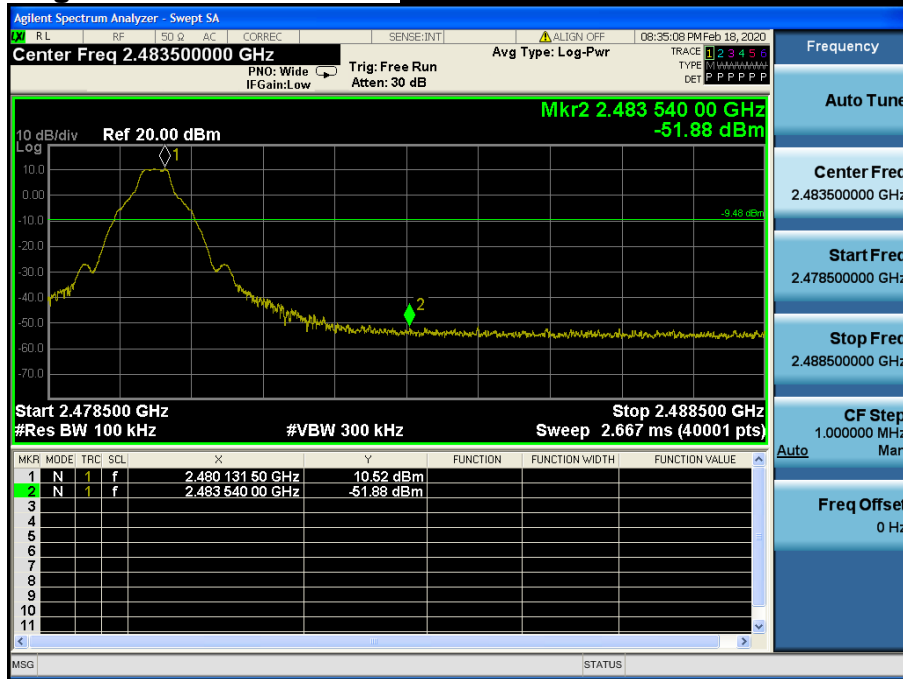 Agilent Spectrum Analyzer - Swept SA
LXI RL RF 50 Ω AC CORREC SENSE:INT ALIGN OFF 08:35:08 PM Feb 18, 2020
Center Freq 2.483500000 GHz
PNO: Wide
IFGain:Low
Trig: Free Run
Atten: 30 dB
Avg Type: Log-Pwr
TRACE 1 2 3 4 5 6
TYPE M WWWWW
DET P P P P P P
Mkr2 2.483 540 00 GHz
-51.88 dBm
10 dB/div Ref 20.00 dBm
Log
1
10.0
0.00
-9.48 dBm
-10.0
-20.0
-30.0
-40.0
2
-50.0
-60.0
-70.0
Start 2.478500 GHz Stop 2.488500 GHz
#Res BW 100 kHz #VBW 300 kHz Sweep 2.667 ms (40001 pts)
MKR MODE TRC SCL X Y FUNCTION FUNCTION WIDTH FUNCTION VALUE
1 N 1 f 2.480 131 50 GHz 10.52 dBm
2 N 1 f 2.483 540 00 GHz -51.88 dBm
3
4
5
6
7
8
9
10
11
MSG STATUS
Frequency
Auto Tune
Center Freq
2.483500000 GHz
Start Freq
2.478500000 GHz
Stop Freq
2.488500000 GHz
CF Step
1.000000 MHz
Auto Man
Freq Offset
0 Hz